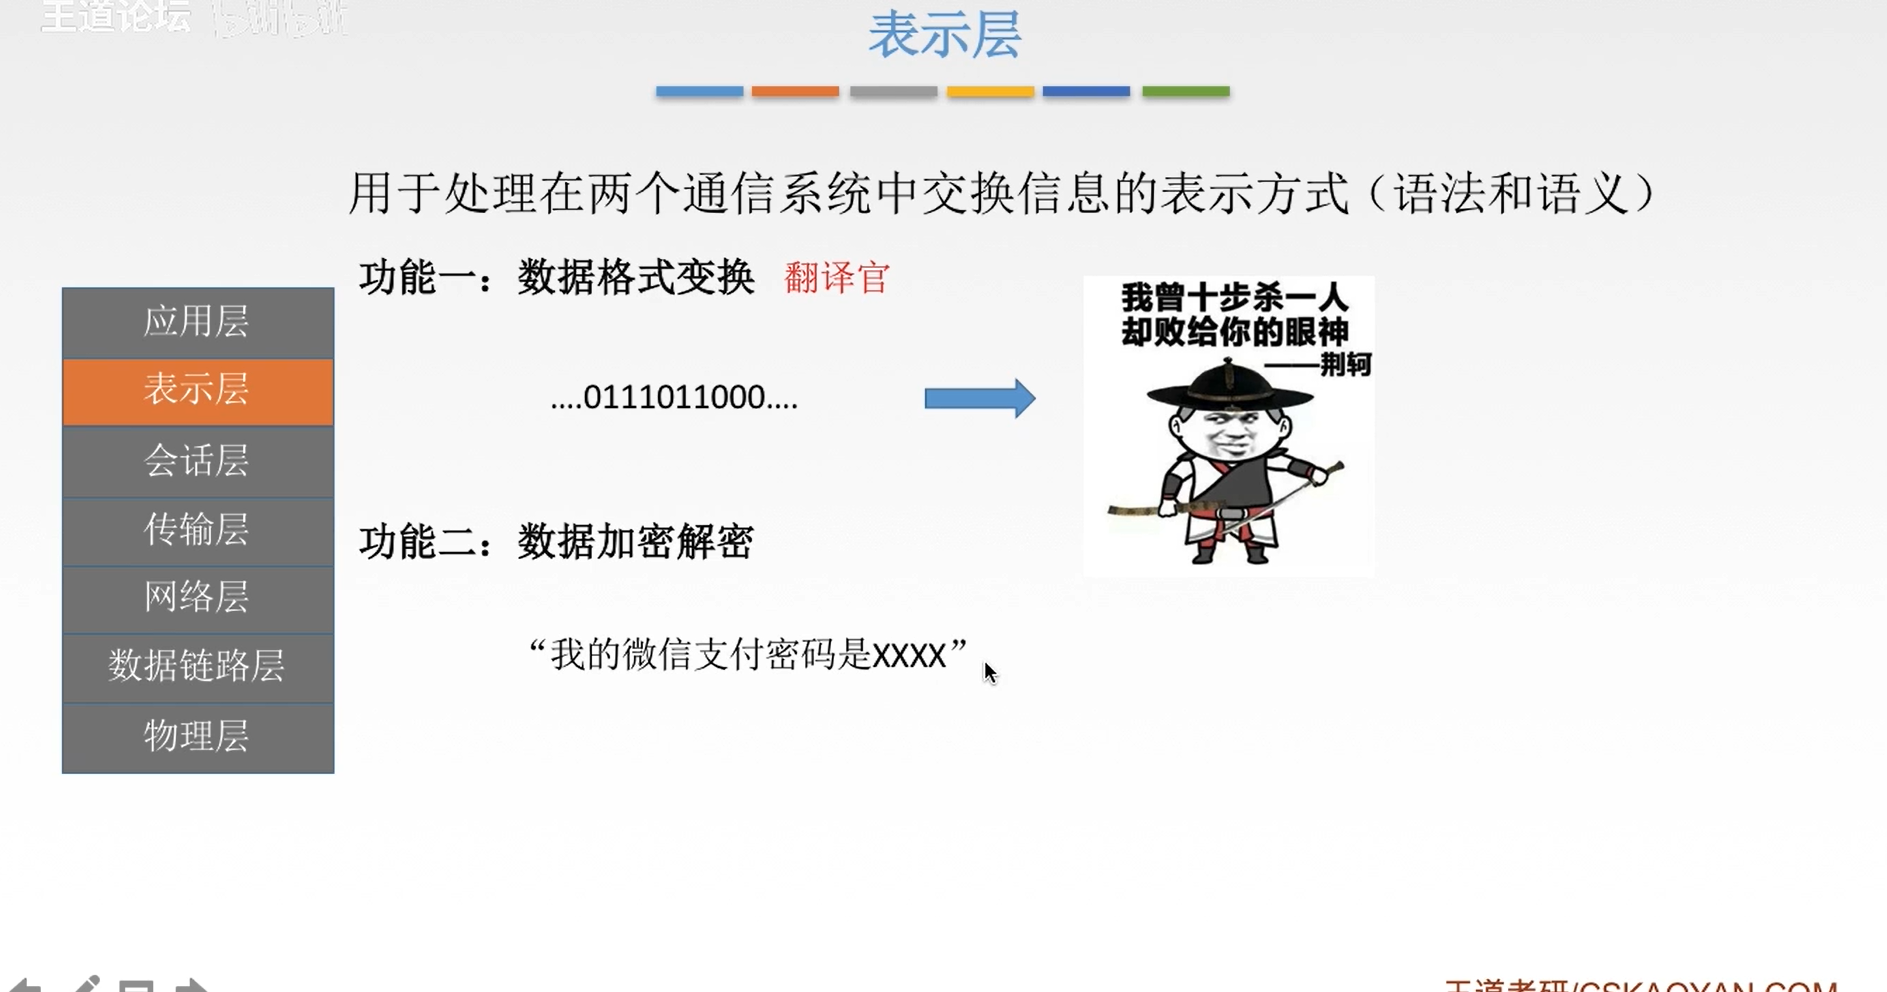 王道论坛 bilibili
表示层
用于处理在两个通信系统中交换信息的表示方式（语法和语义）
功能一：数据格式变换 翻译官
我曾十步杀一人
却败给你的眼神
——荆轲
....0111011000....
功能二：数据加密解密
“我的微信支付密码是XXXX”
应用层
表示层
会话层
传输层
网络层
数据链路层
物理层
王道考研/CSKAOYAN.COM